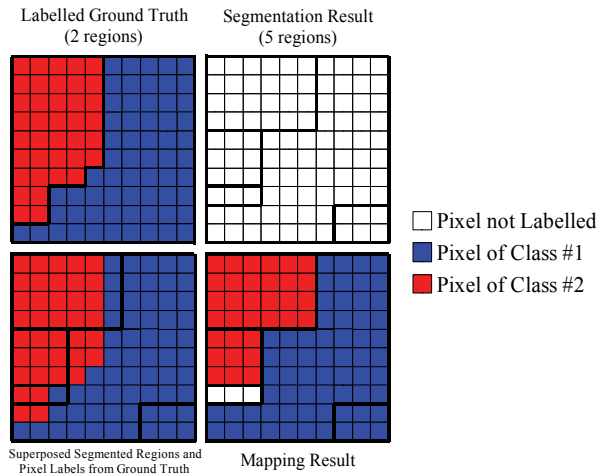 Labelled Ground Truth
(2 regions)
Segmentation Result
(5 regions)
Pixel not Labelled
Pixel of Class #1
Pixel of Class #2
Superposed Segmented Regions and
Pixel Labels from Ground Truth
Mapping Result